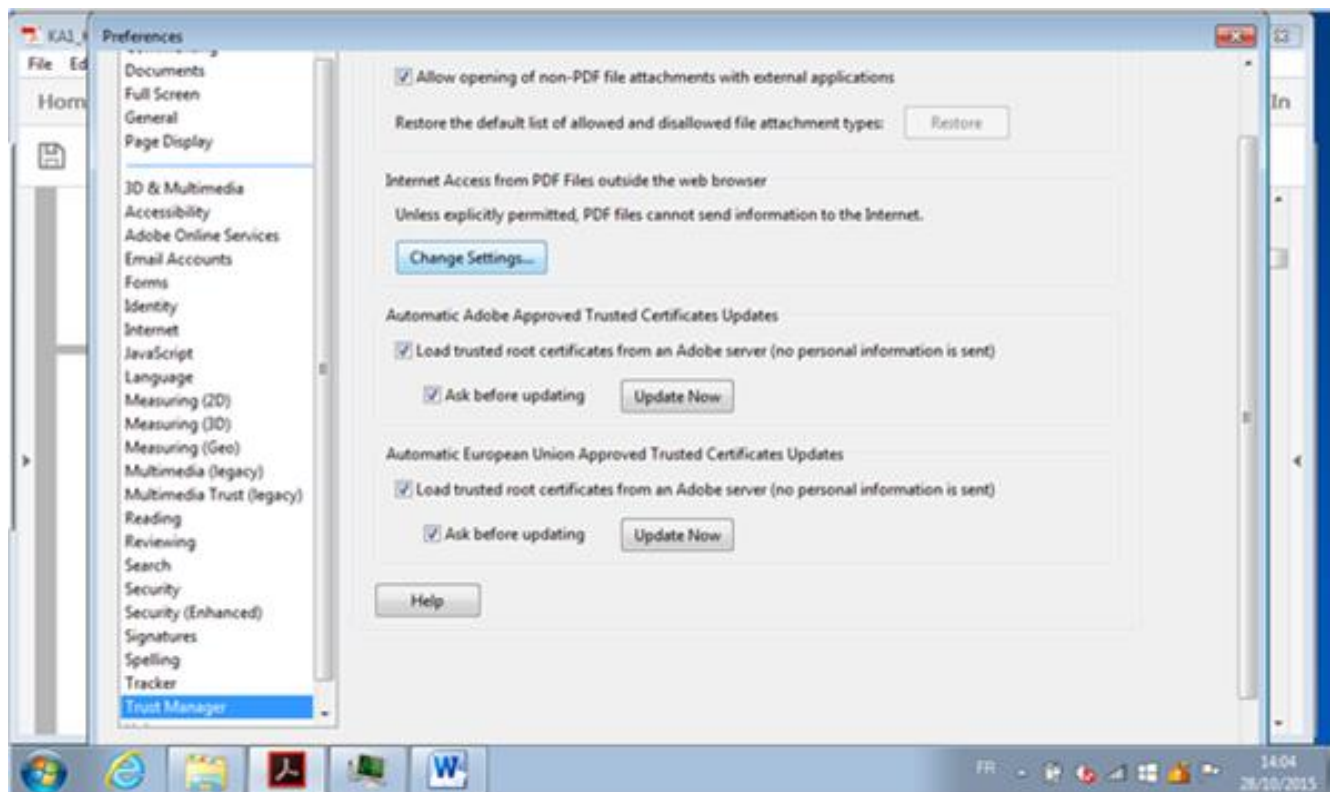 KA1_
Preferences
File Ed
Hom
In
Documents
Full Screen
General
Page Display
3D & Multimedia
Accessibility
Adobe Online Services
Email Accounts
Forms
Identity
Internet
JavaScript
Language
Measuring (2D)
Measuring (3D)
Measuring (Geo)
Multimedia (legacy)
Multimedia Trust (legacy)
Reading
Reviewing
Search
Security
Security (Enhanced)
Signatures
Spelling
Tracker
Trust Manager
Allow opening of non-PDF file attachments with external applications
Restore the default list of allowed and disallowed file attachment types: Restore
Internet Access from PDF Files outside the web browser
Unless explicitly permitted, PDF files cannot send information to the Internet.
Change Settings...
Automatic Adobe Approved Trusted Certificates Updates
Load trusted root certificates from an Adobe server (no personal information is sent)
Ask before updating Update Now
Automatic European Union Approved Trusted Certificates Updates
Load trusted root certificates from an Adobe server (no personal information is sent)
Ask before updating Update Now
Help
W
FR
14:04
28/10/2015